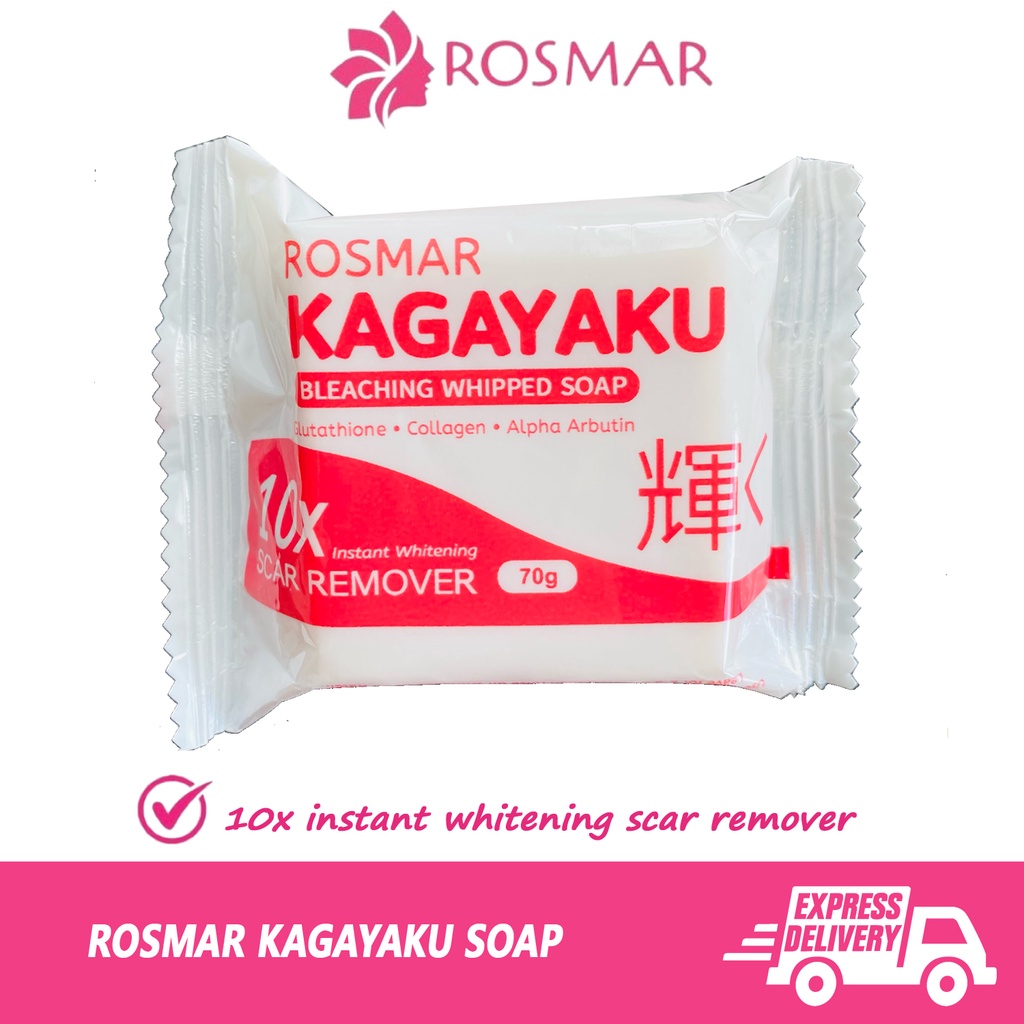 ROSMAR
ROSMAR
KAGAYAKU
BLEACHING WHIPPED SOAP
Glutathione • Collagen • Alpha Arbutin
輝く
10X
Instant Whitening
SCAR REMOVER
70g
10x instant whitening scar remover
ROSMAR KAGAYAKU SOAP
EXPRESS
DELIVERY